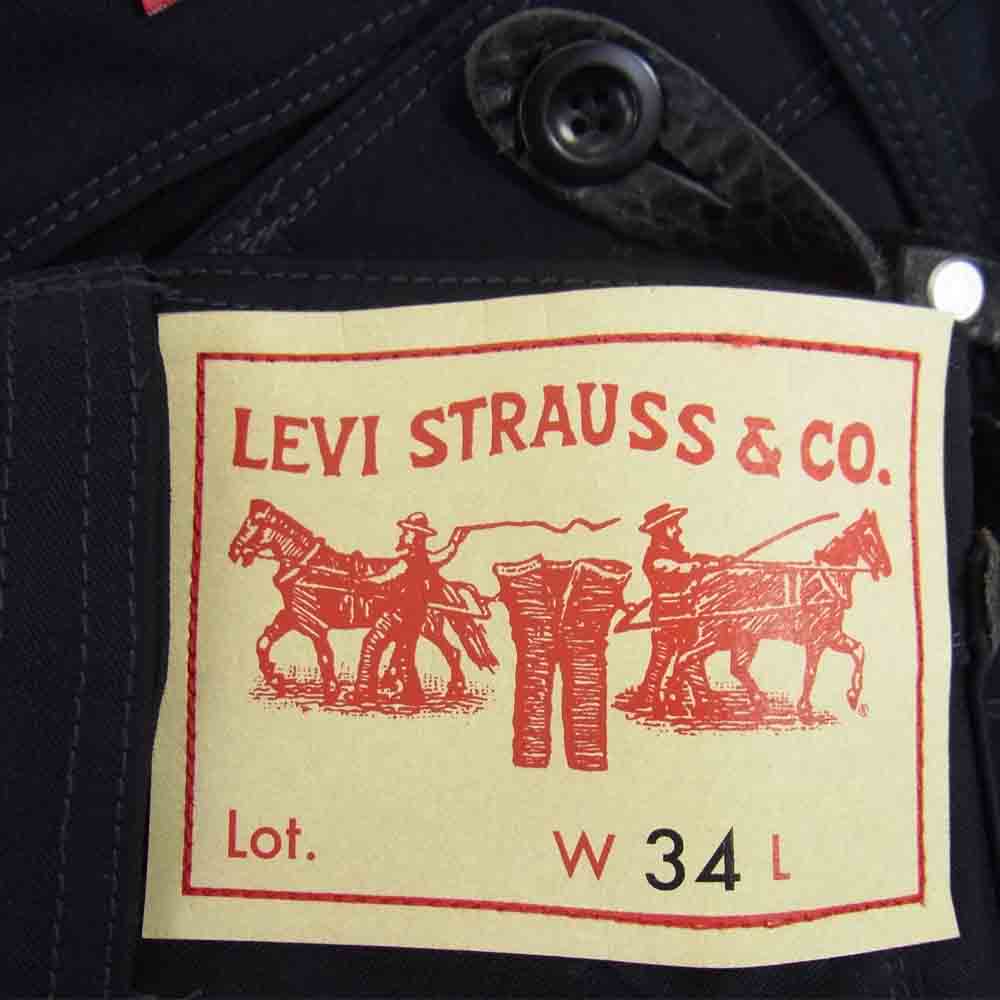 LEVI STRAUSS & CO.
®
Lot. W 34 L